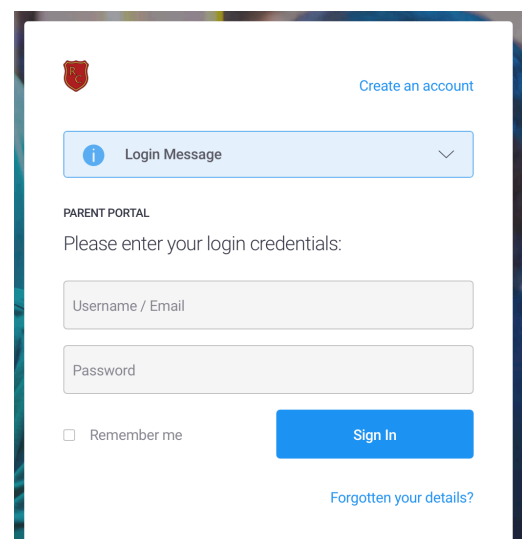 R
C
Create an account
Login Message
PARENT PORTAL
Please enter your login credentials:
Username / Email
Password
Remember me
Sign In
Forgotten your details?